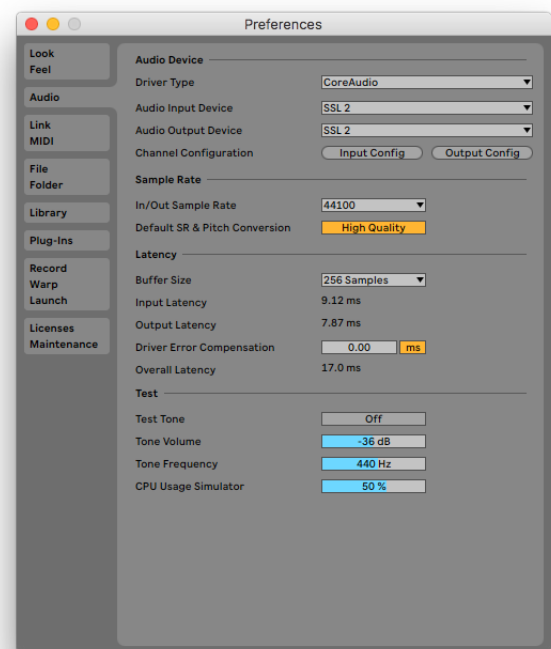 Preferences
Look
Feel
Audio
Link
MIDI
File
Folder
Library
Plug-Ins
Record
Warp
Launch
Licenses
Maintenance
Audio Device
Driver Type CoreAudio
Audio Input Device SSL 2
Audio Output Device SSL 2
Channel Configuration Input Config Output Config
Sample Rate
In/Out Sample Rate 44100
Default SR & Pitch Conversion High Quality
Latency
Buffer Size 256 Samples
Input Latency 9.12 ms
Output Latency 7.87 ms
Driver Error Compensation 0.00 ms
Overall Latency 17.0 ms
Test
Test Tone Off
Tone Volume -36 dB
Tone Frequency 440 Hz
CPU Usage Simulator 50 %